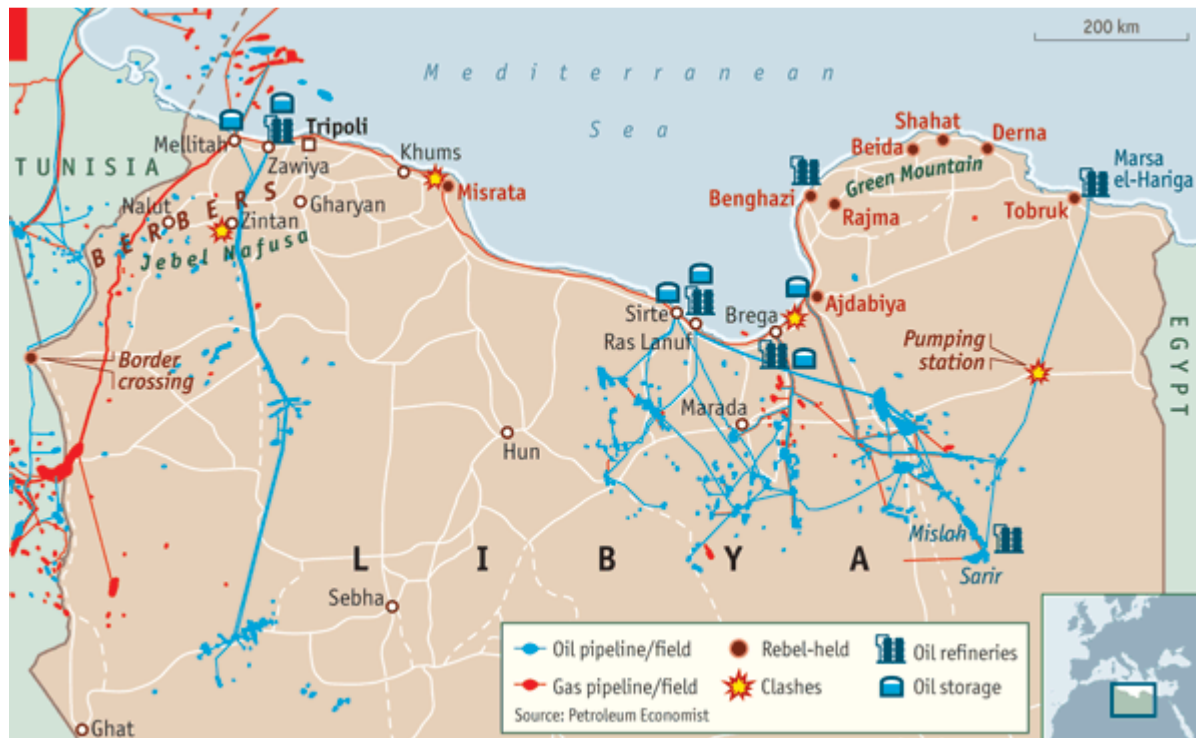 200 km
Mediterranean
Sea
TUNISIA
Mellitah
Zawiya
Tripoli
Khums
Misrata
Nalut
Zintan
Gharyan
BERBERS
Jebel Nafusa
Shahat
Beida
Derna
Green Mountain
Benghazi
Rajma
Marsa
el-Hariga
Tobruk
Sirte
Ras Lanuf
Brega
Ajdabiya
Border
crossing
Pumping
station
EGYPT
Marada
Hun
LIBYA
Mislah
Sarir
Sebha
Ghat
Oil pipeline/field
Rebel-held
Oil refineries
Gas pipeline/field
Clashes
Oil storage
Source: Petroleum Economist